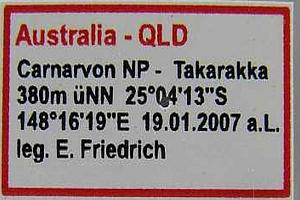 Australia - QLD
Carnarvon NP - Takarakka
380m üNN 25°04'13"S
148°16'19"E 19.01.2007 a.L.
leg. E. Friedrich